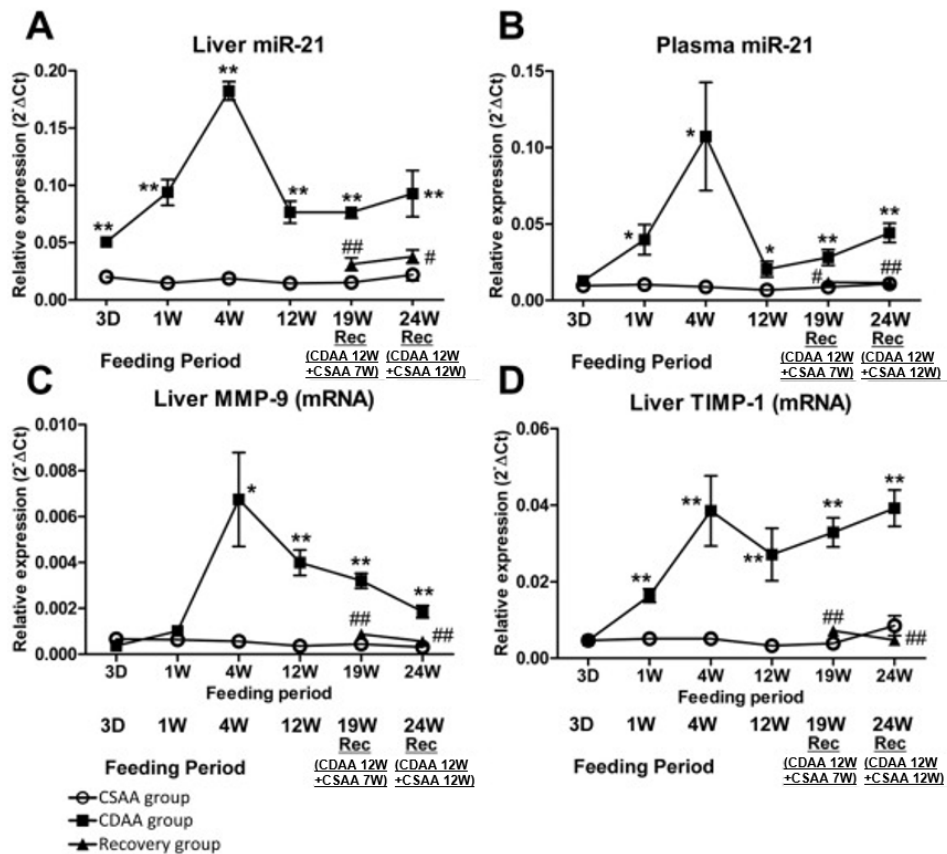 A
Liver miR-21
Relative expression (2^-ΔCt)
0.20
0.15
0.10
0.05
0.00
** ** ** ** ** **
## #
3D 1W 4W 12W 19W 24W
Rec Rec
(CDAA 12W (CDAA 12W
+CSAA 7W) +CSAA 12W)
Feeding Period
B
Plasma miR-21
Relative expression (2^-ΔCt)
0.15
0.10
0.05
0.00
* * * ** **
# ##
3D 1W 4W 12W 19W 24W
Rec Rec
(CDAA 12W (CDAA 12W
+CSAA 7W) +CSAA 12W)
Feeding Period
C
Liver MMP-9 (mRNA)
Relative expression (2^-ΔCt)
0.010
0.008
0.006
0.004
0.002
0.000
* ** ** **
## ##
3D 1W 4W 12W 19W 24W
Feeding period
3D 1W 4W 12W 19W 24W
Rec Rec
(CDAA 12W (CDAA 12W
+CSAA 7W) +CSAA 12W)
Feeding Period
D
Liver TIMP-1 (mRNA)
Relative expression (2^-ΔCt)
0.06
0.04
0.02
0.00
** ** ** ** **
## ##
3D 1W 4W 12W 19W 24W
Feeding period
3D 1W 4W 12W 19W 24W
Rec Rec
(CDAA 12W (CDAA 12W
+CSAA 7W) +CSAA 12W)
Feeding Period
CSAA group
CDAA group
Recovery group